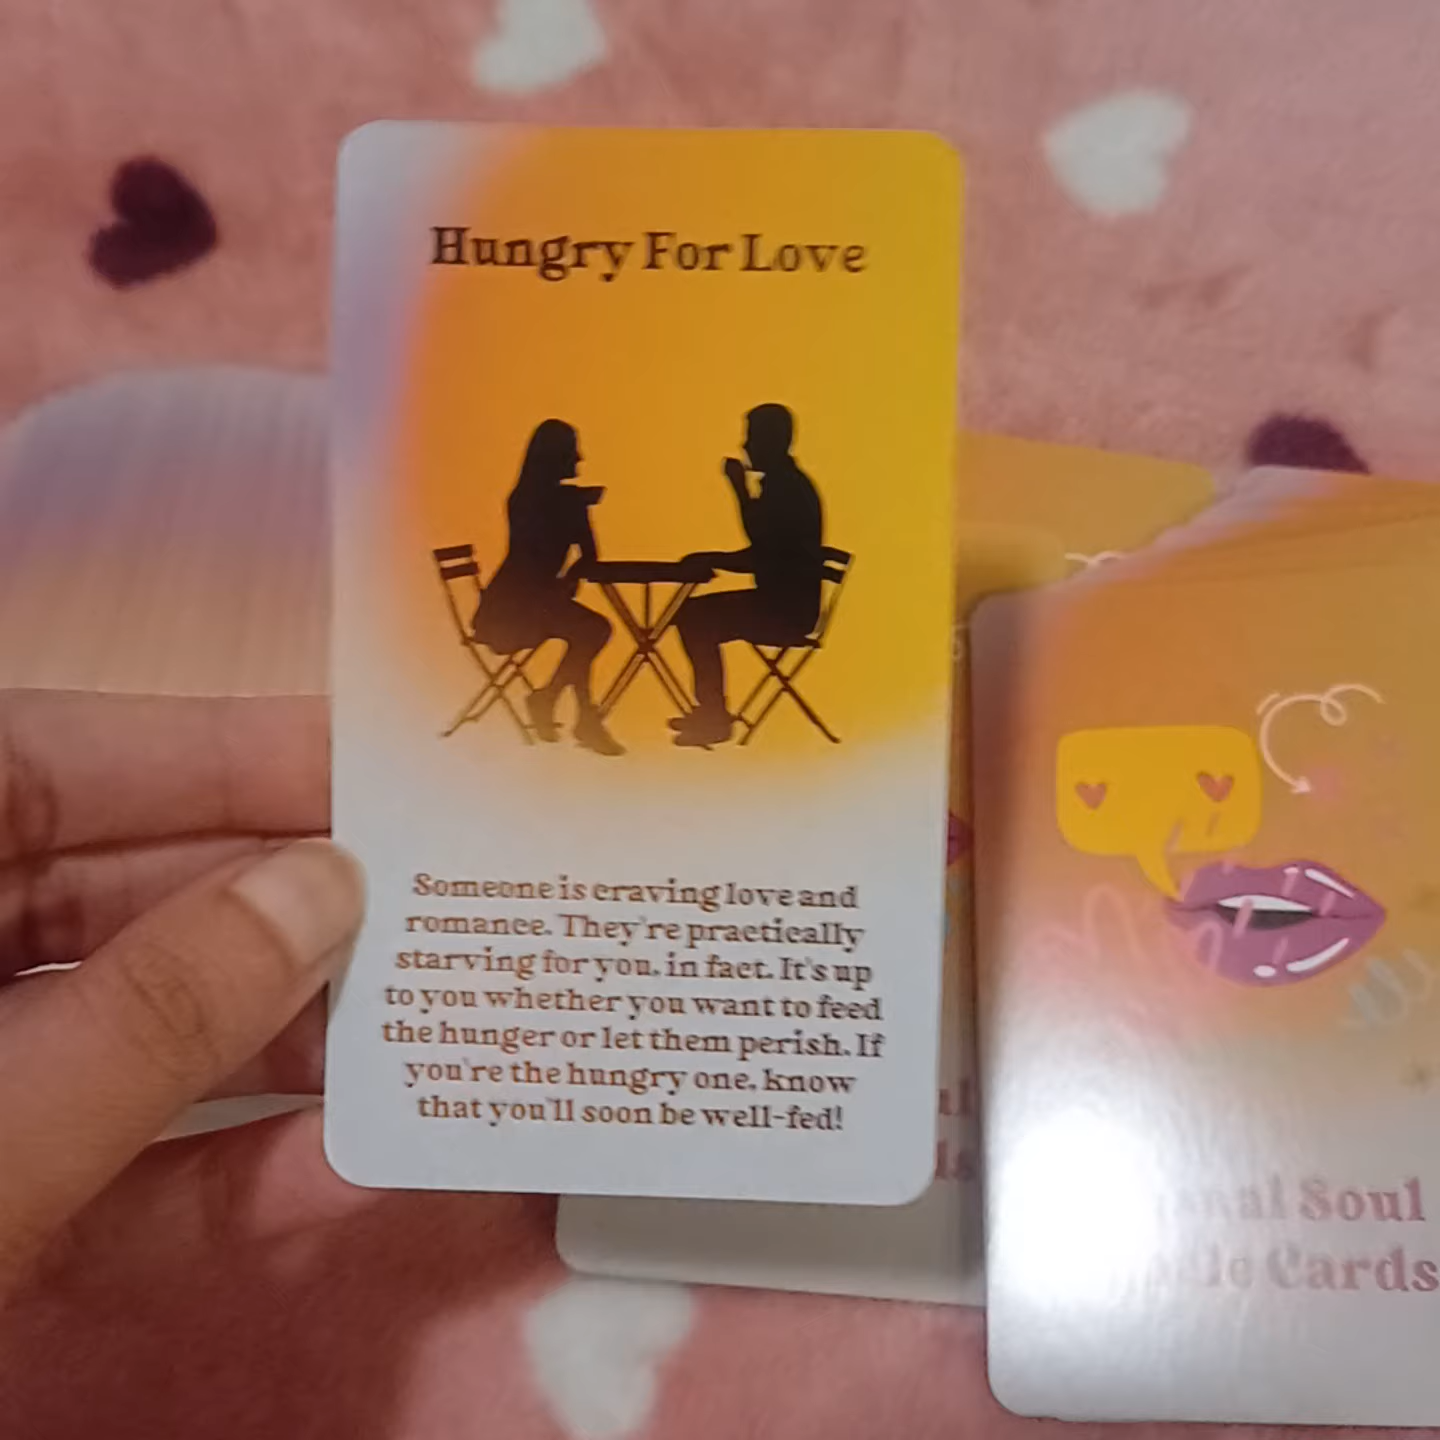 Hungry For Love
Someone is craving love and
romance. They're practically
starving for you, in fact. It's up
to you whether you want to feed
the hunger or let them perish. If
you're the hungry one, know
that you'll soon be well-fed!
Soul
Cards